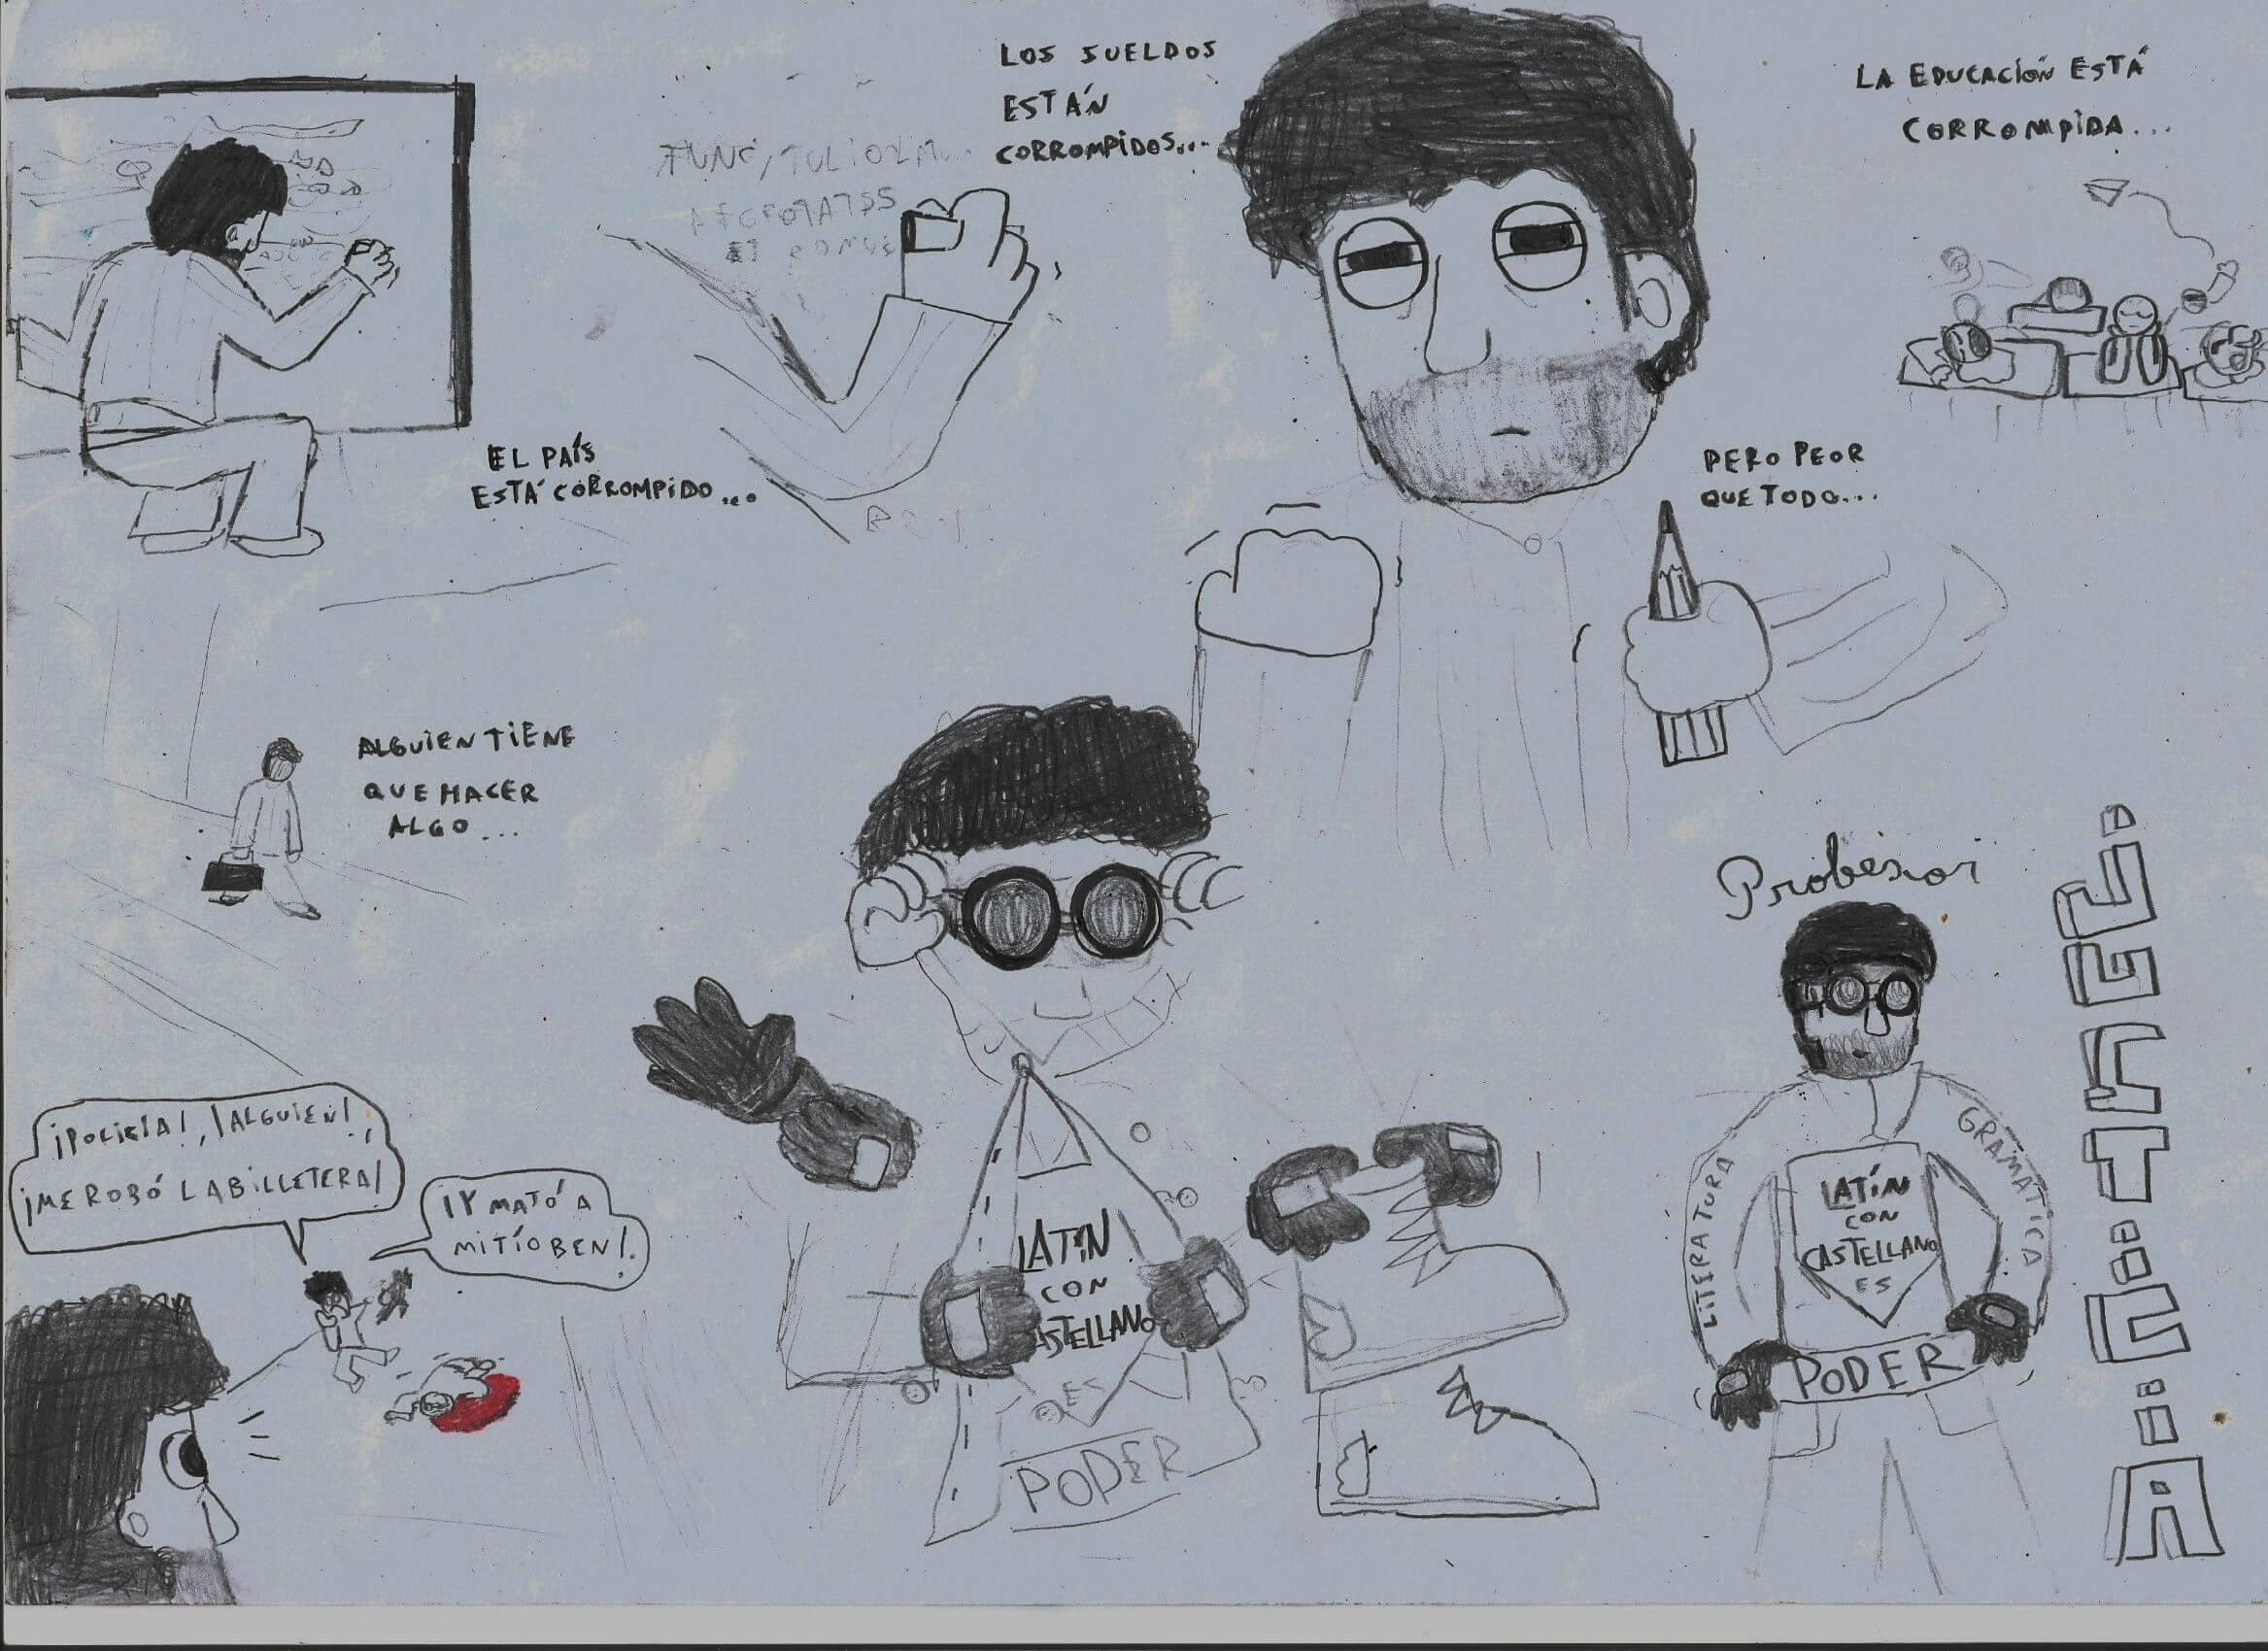 EL PAÍS
ESTÁ CORROMPIDO...
LOS SUELDOS
ESTÁN
CORROMPIDOS...
LA EDUCACIÓN ESTÁ
CORROMPIDA...
PERO PEOR
QUE TODO...
ALGUIEN TIENE
QUE HACER
ALGO...
¡POLICÍA!, ¡ALGUIEN!,
¡ME ROBÓ LA BILLETERA!
¡Y MATÓ A
MI TÍO BEN!.
LATÍN
CON
CASTELLANO
ES
PODER
Profesor
JUSTICIA
LITERATURA
GRAMÁTICA
LATÍN
CON
CASTELLANO
ES
PODER